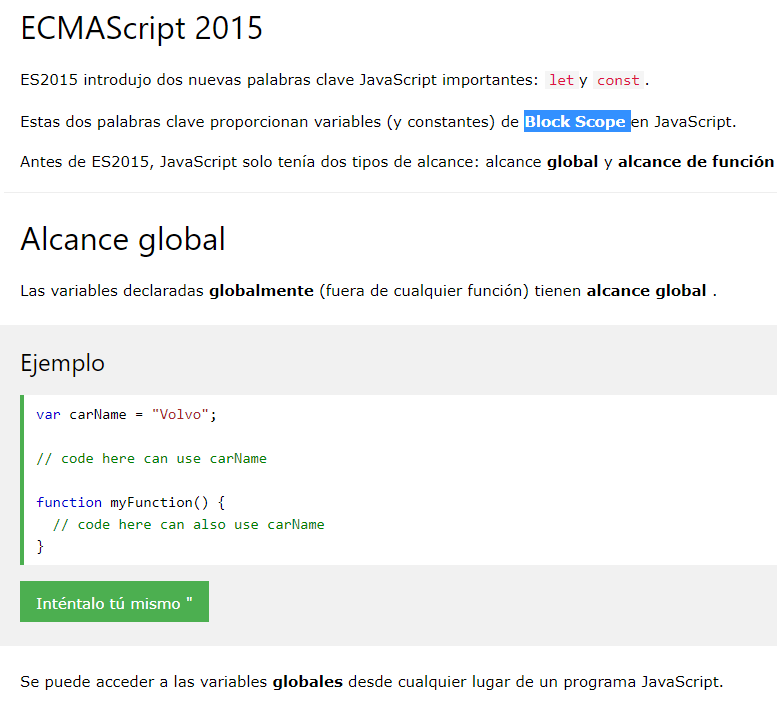 ECMAScript 2015
ES2015 introdujo dos nuevas palabras clave JavaScript importantes: let y const .
Estas dos palabras clave proporcionan variables (y constantes) de Block Scope en JavaScript.
Antes de ES2015, JavaScript solo tenía dos tipos de alcance: alcance global y alcance de función
Alcance global
Las variables declaradas globalmente (fuera de cualquier función) tienen alcance global .
Ejemplo
var carName = "Volvo";
// code here can use carName
function myFunction() {
  // code here can also use carName
}
Inténtalo tú mismo "
Se puede acceder a las variables globales desde cualquier lugar de un programa JavaScript.